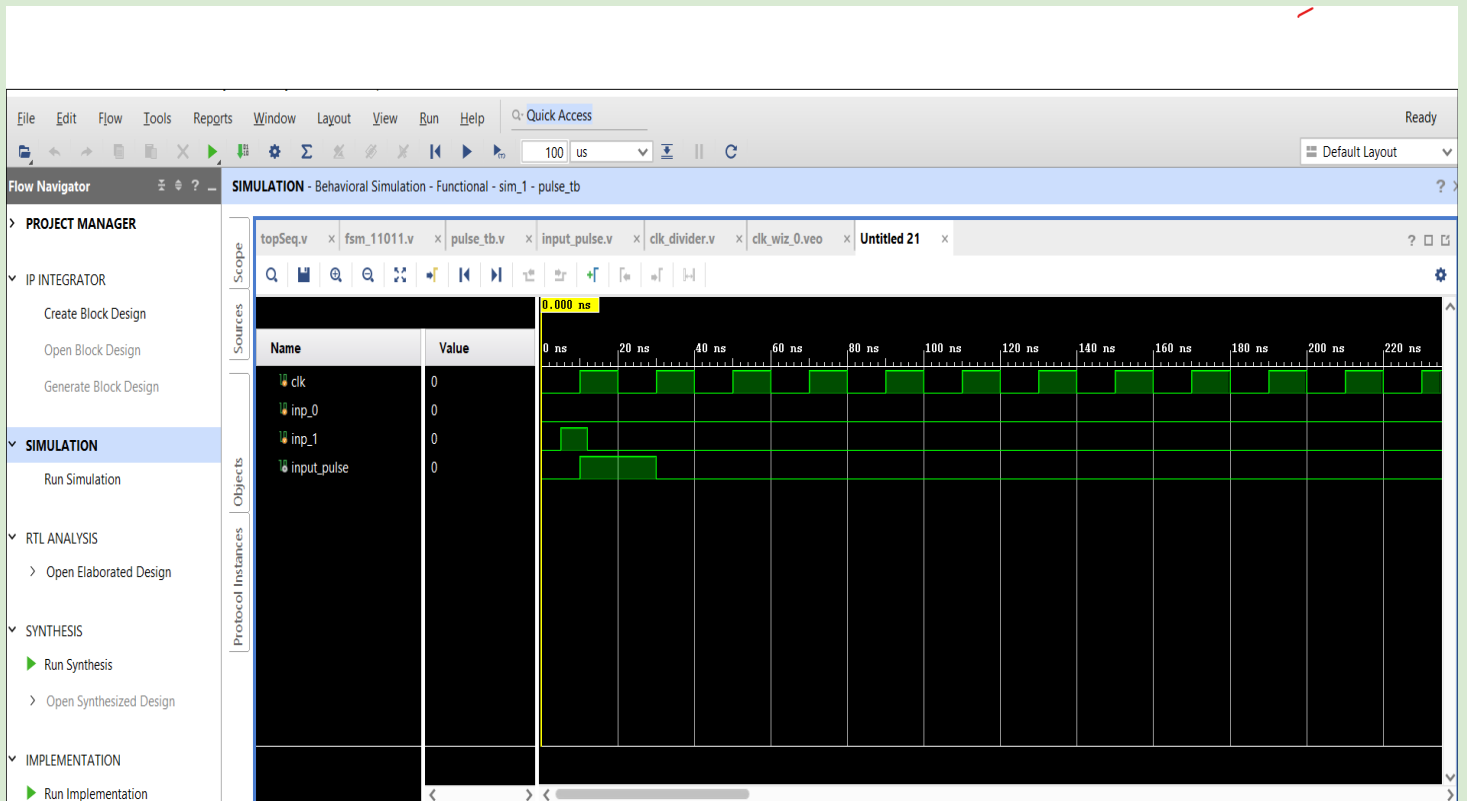 File Edit Flow Tools Reports Window Layout View Run Help Quick Access Ready
100 us Default Layout
Flow Navigator ? SIMULATION - Behavioral Simulation - Functional - sim_1 - pulse_tb ?
PROJECT MANAGER
IP INTEGRATOR
Create Block Design
Open Block Design
Generate Block Design
SIMULATION
Run Simulation
RTL ANALYSIS
Open Elaborated Design
SYNTHESIS
Run Synthesis
Open Synthesized Design
IMPLEMENTATION
Run Implementation
Scope
Sources
Objects
Protocol Instances
topSeq.v × fsm_11011.v × pulse_tb.v × input_pulse.v × clk_divider.v × clk_wiz_0.veo × Untitled 21 × ?
0.000 ns
Name Value 0 ns 20 ns 40 ns 60 ns 80 ns 100 ns 120 ns 140 ns 160 ns 180 ns 200 ns 220 ns
clk 0
inp_0 0
inp_1 0
input_pulse 0